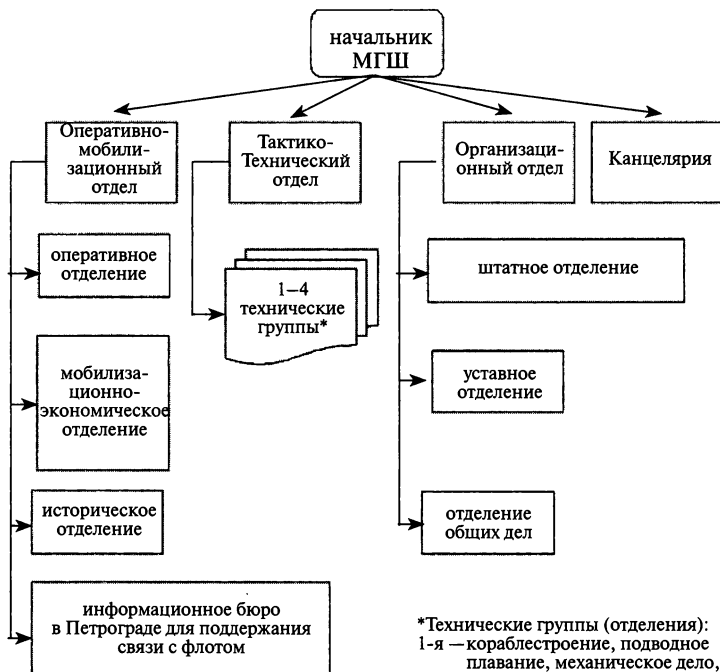 начальник
МГШ
Оперативно-
мобили-
зационный
отдел
Тактико-
Технический
отдел
Организаци-
онный отдел
Канцелярия
оперативное
отделение
1–4
технические
группы*
штатное отделение
мобилиза-
ционно-
экономическое
отделение
уставное
отделение
историческое
отделение
отделение
общих дел
информационное бюро
в Петрограде для поддержания
связи с флотом
*Технические группы (отделения):
1-я — кораблестроение, подводное
плавание, механическое дело,